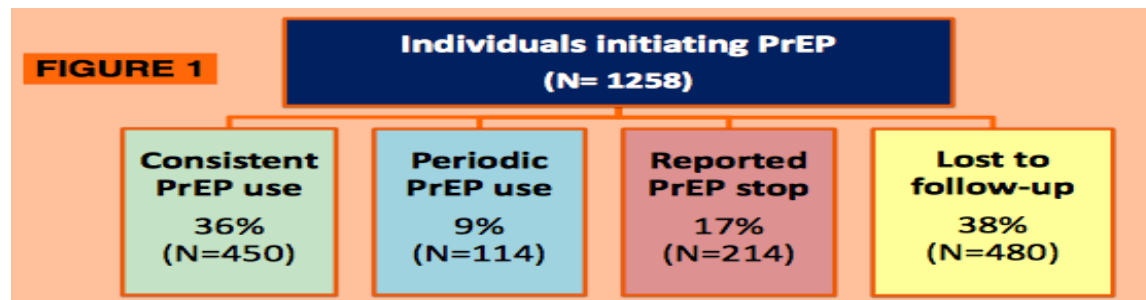 FIGURE 1
Individuals initiating PrEP
(N= 1258)
Consistent
PrEP use
36%
(N=450)
Periodic
PrEP use
9%
(N=114)
Reported
PrEP stop
17%
(N=214)
Lost to
follow-up
38%
(N=480)